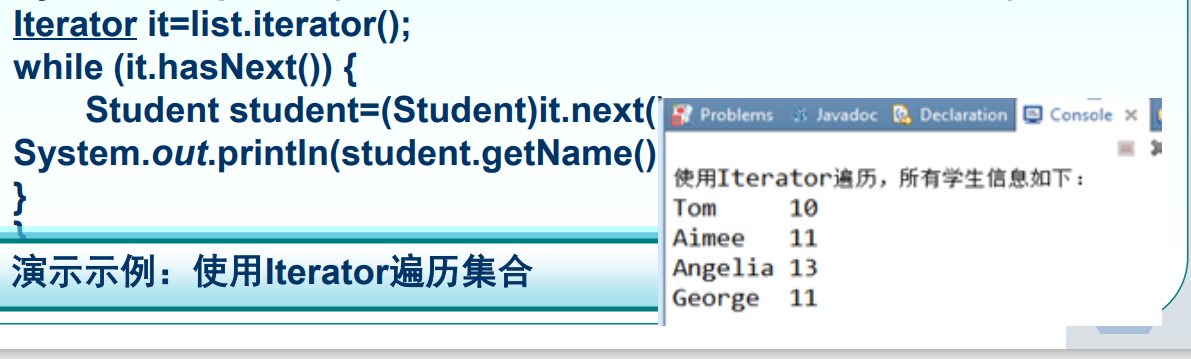 Iterator it=list.iterator();
while (it.hasNext()) {
Student student=(Student)it.next(
System.out.println(student.getName()
}
演示示例：使用Iterator遍历集合
Problems Javadoc Declaration Console
使用Iterator遍历，所有学生信息如下：
Tom 10
Aimee 11
Angelia 13
George 11